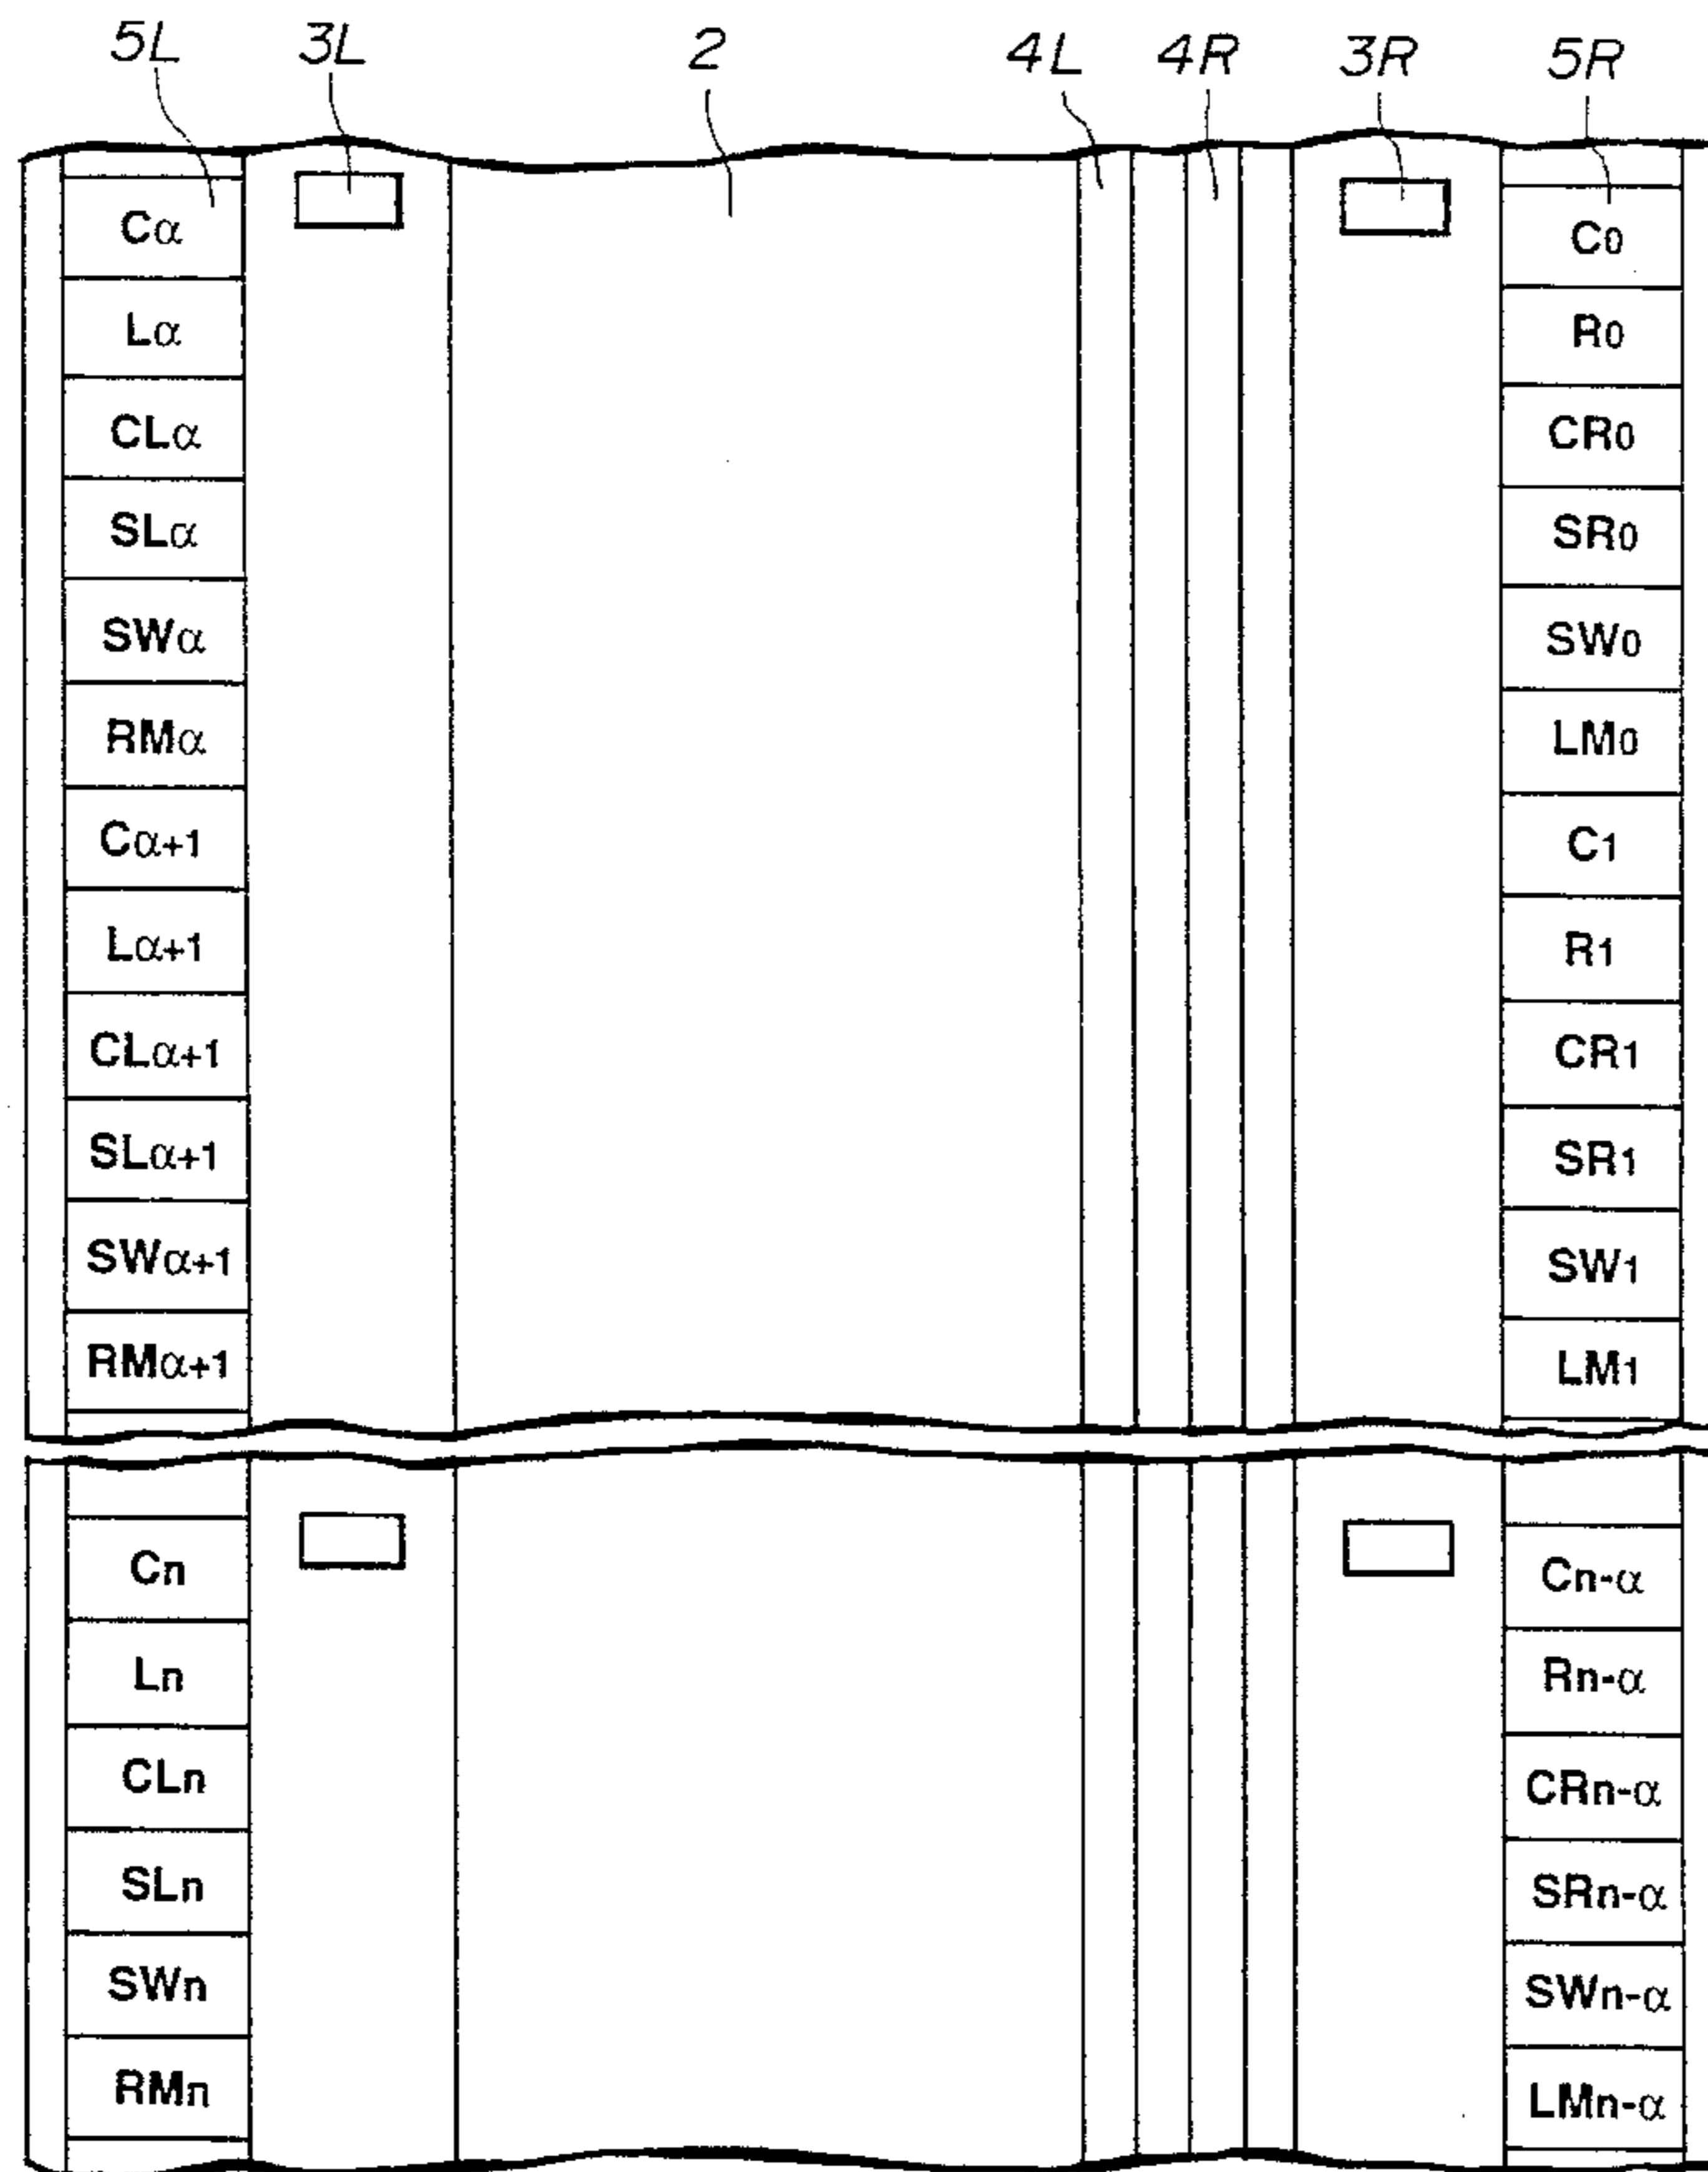 5L 3L 2 4L 4R 3R 5R
Cα C0
Lα R0
CLα CR0
SLα SR0
SWα SW0
RMα LM0
Cα+1 C1
Lα+1 R1
CLα+1 CR1
SLα+1 SR1
SWα+1 SW1
RMα+1 LM1
Cn Cn-α
Ln Rn-α
CLn CRn-α
SLn SRn-α
SWn SWn-α
RMn LMn-α